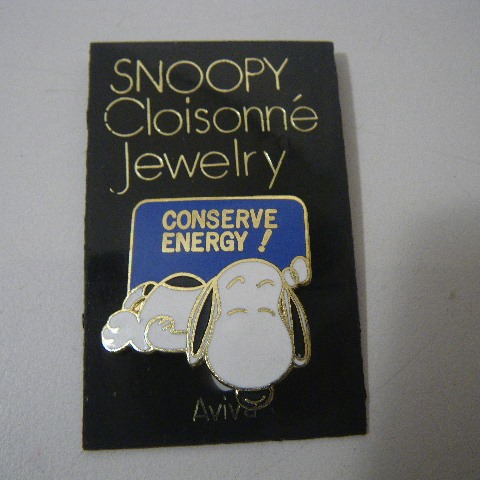 SNOOPY
Cloisonné
Jewelry
CONSERVE
ENERGY!
Aviva